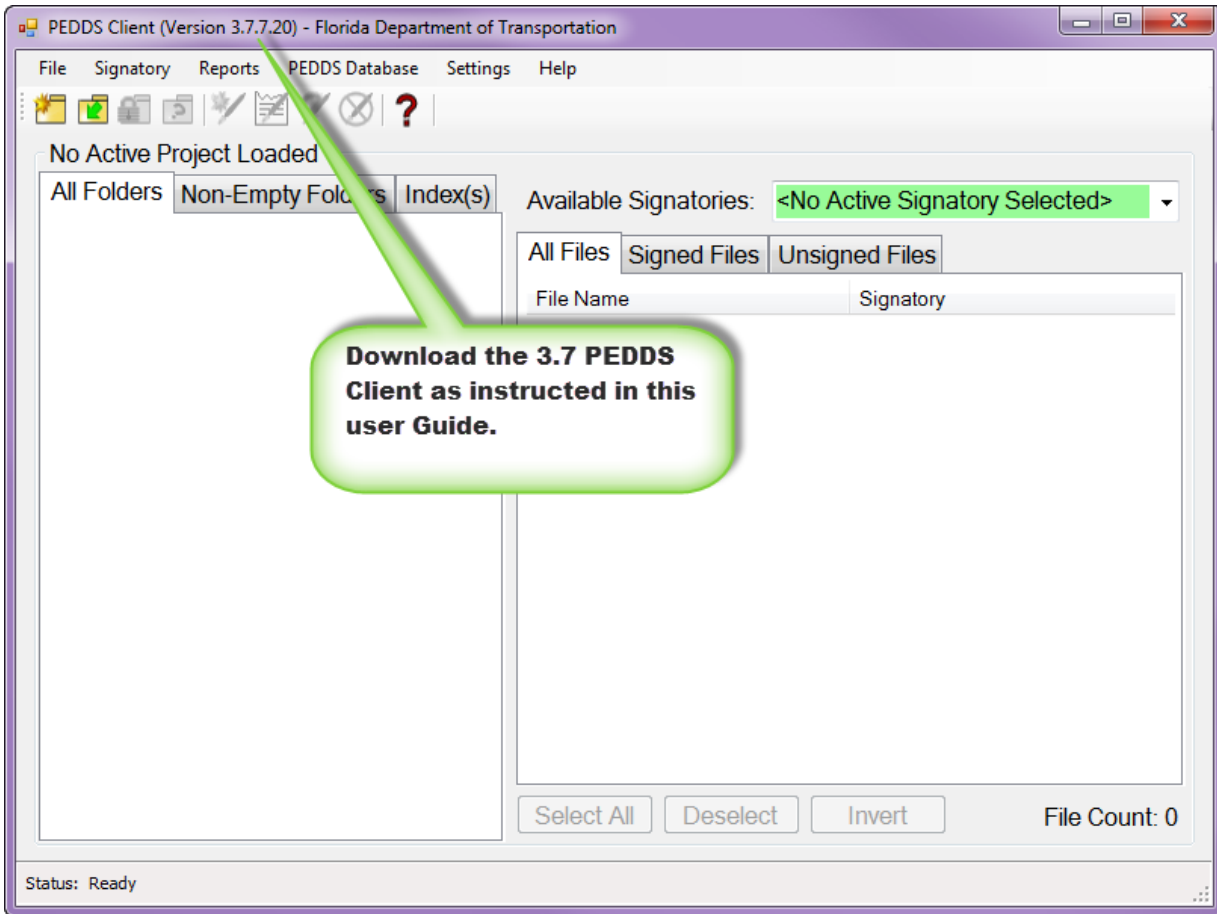 PEDDS Client (Version 3.7.7.20) - Florida Department of Transportation
File Signatory Reports PEDDS Database Settings Help
No Active Project Loaded
All Folders Non-Empty Folders Index(s)
Available Signatories: <No Active Signatory Selected>
All Files Signed Files Unsigned Files
File Name Signatory
Download the 3.7 PEDDS
Client as instructed in this
user Guide.
Select All Deselect Invert File Count: 0
Status: Ready